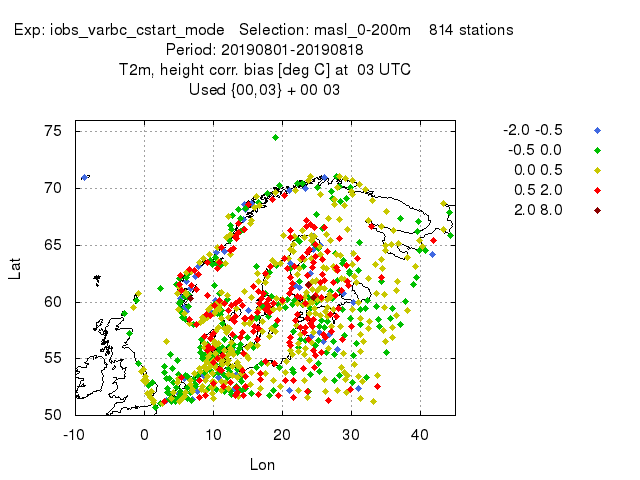 Exp: iobs_varbc_cstart_mode   Selection: masl_0-200m    814 stations
Period: 20190801-20190818
T2m, height corr. bias [deg C] at  03 UTC
Used {00,03} + 00 03
-2.0 -0.5
-0.5 0.0
0.0 0.5
0.5 2.0
2.0 8.0
75
70
65
60
55
50
Lat
-10 0 10 20 30 40
Lon